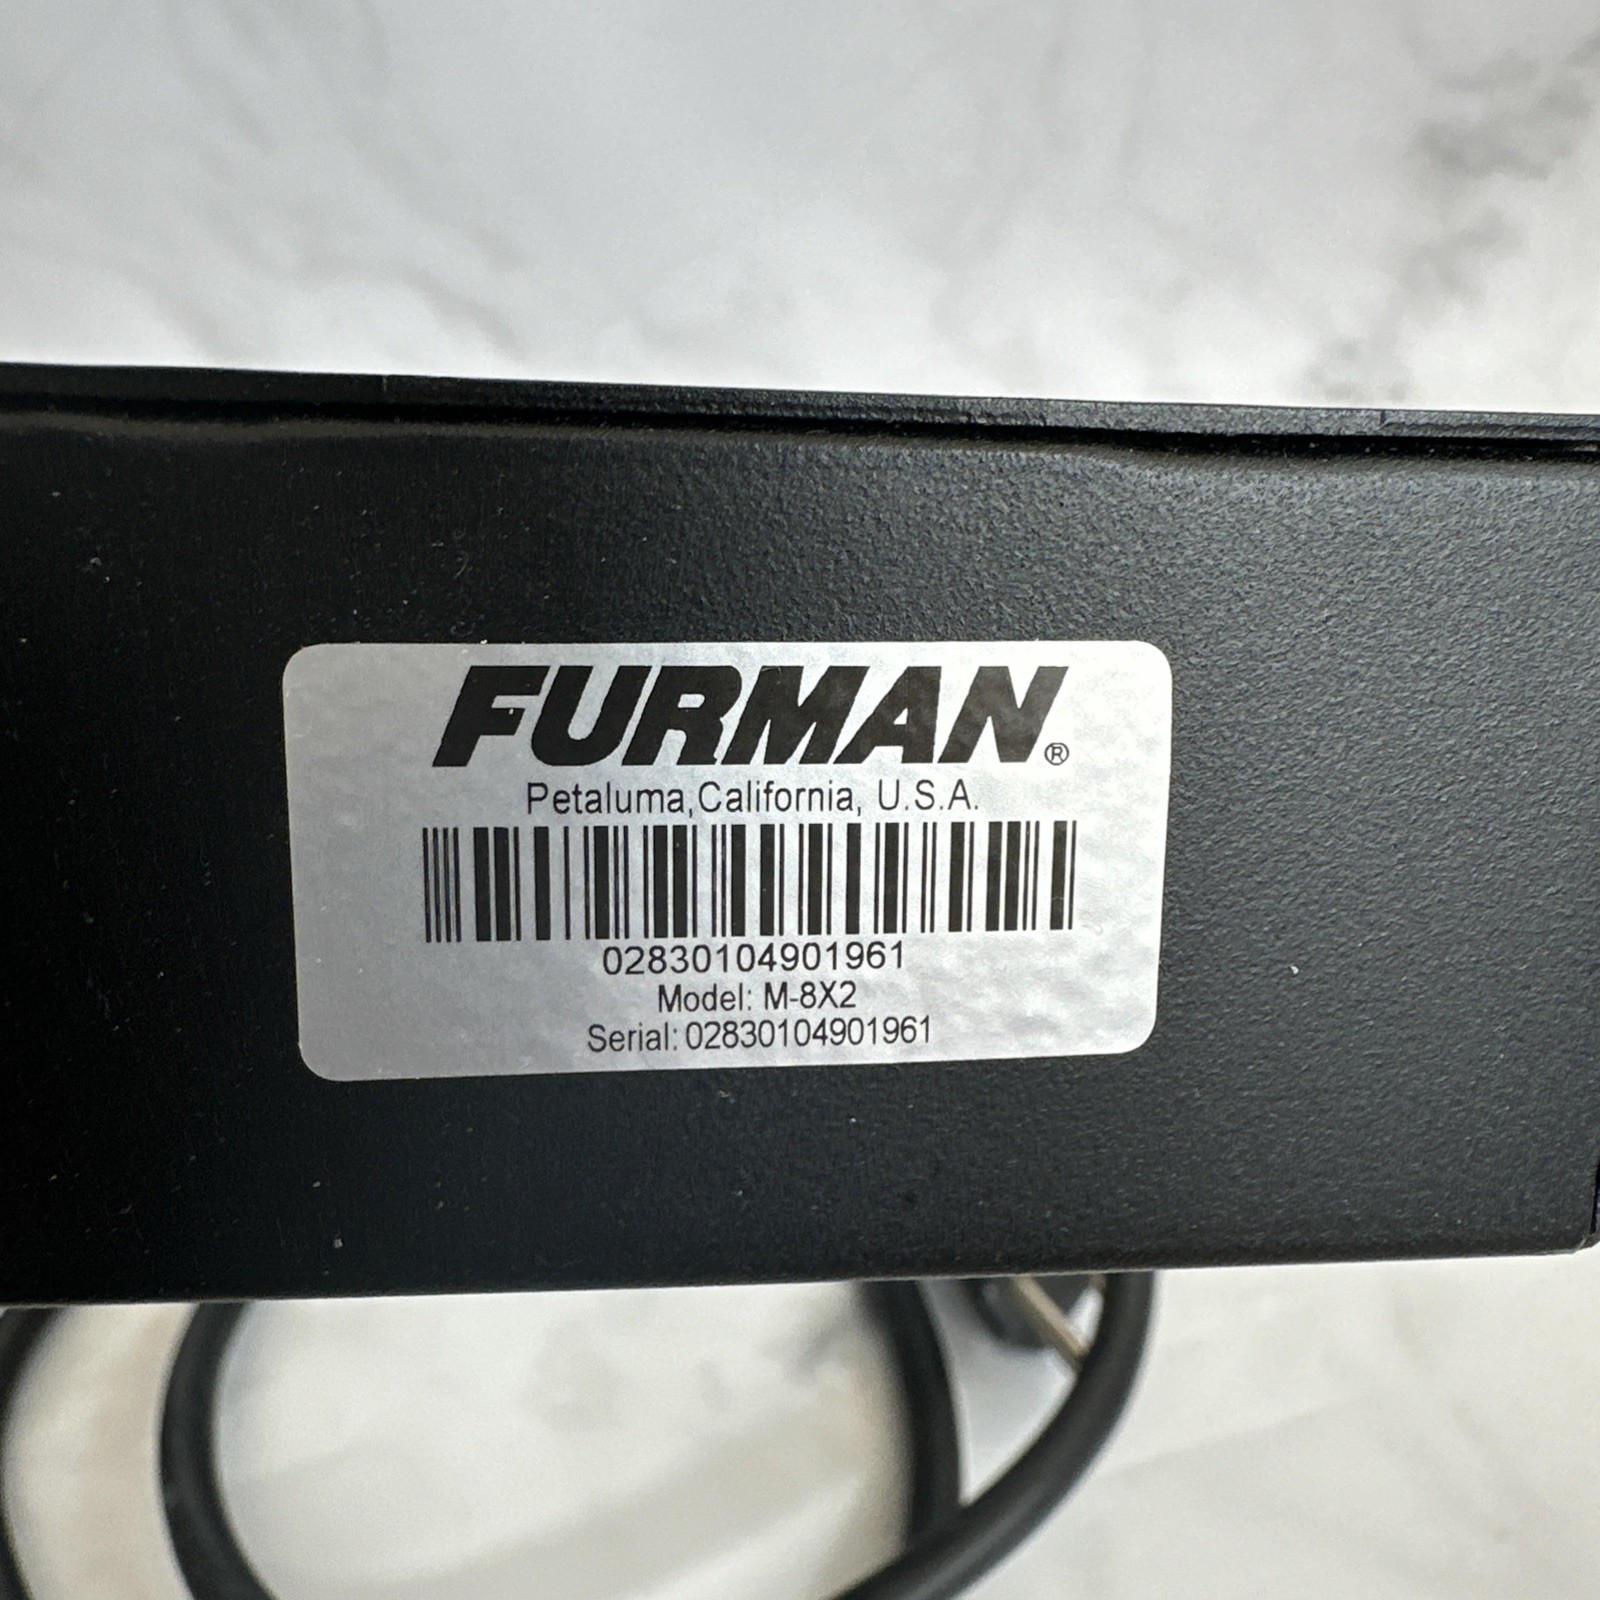 FURMAN®
Petaluma,California, U.S.A.
02830104901961
Model: M-8X2
Serial: 02830104901961